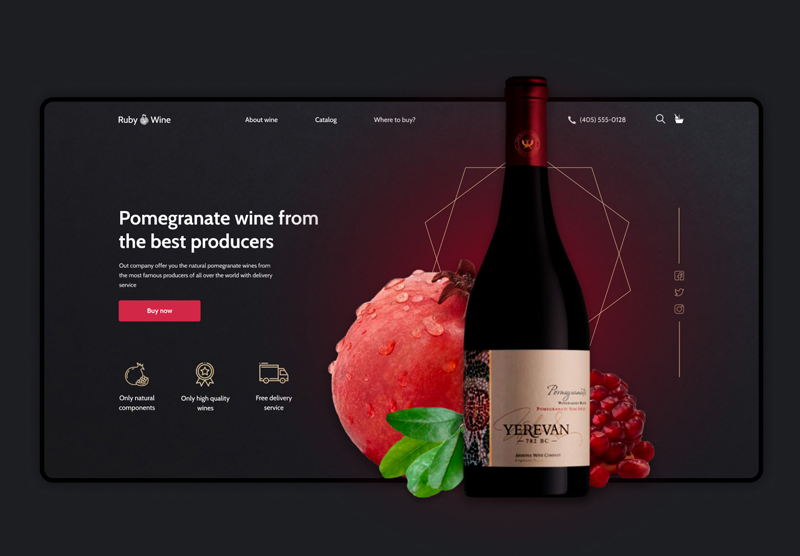 Ruby Wine
About wine
Catalog
Where to buy?
(405) 555-0128
Pomegranate wine from
the best producers
Out company offer you the natural pomegranate wines from
the most famous producers of all over the world with delivery
service
Buy now
Only natural
components
Only high quality
wines
Free delivery
service
Pomegranate
YEREVAN
782 BC
Armenia Wine Company